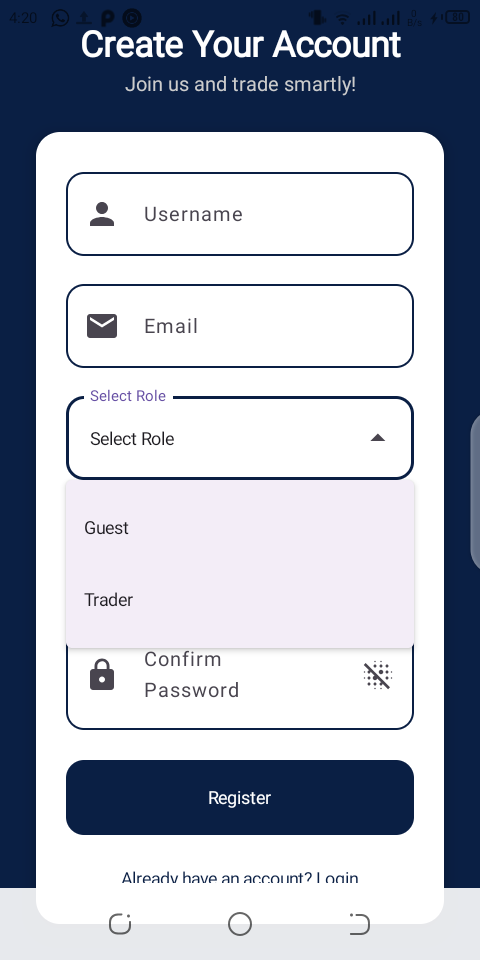 4:20
80
Create Your Account
Join us and trade smartly!
Username
Email
Select Role
Select Role
Guest
Trader
Confirm
Password
Register
Already have an account? Login